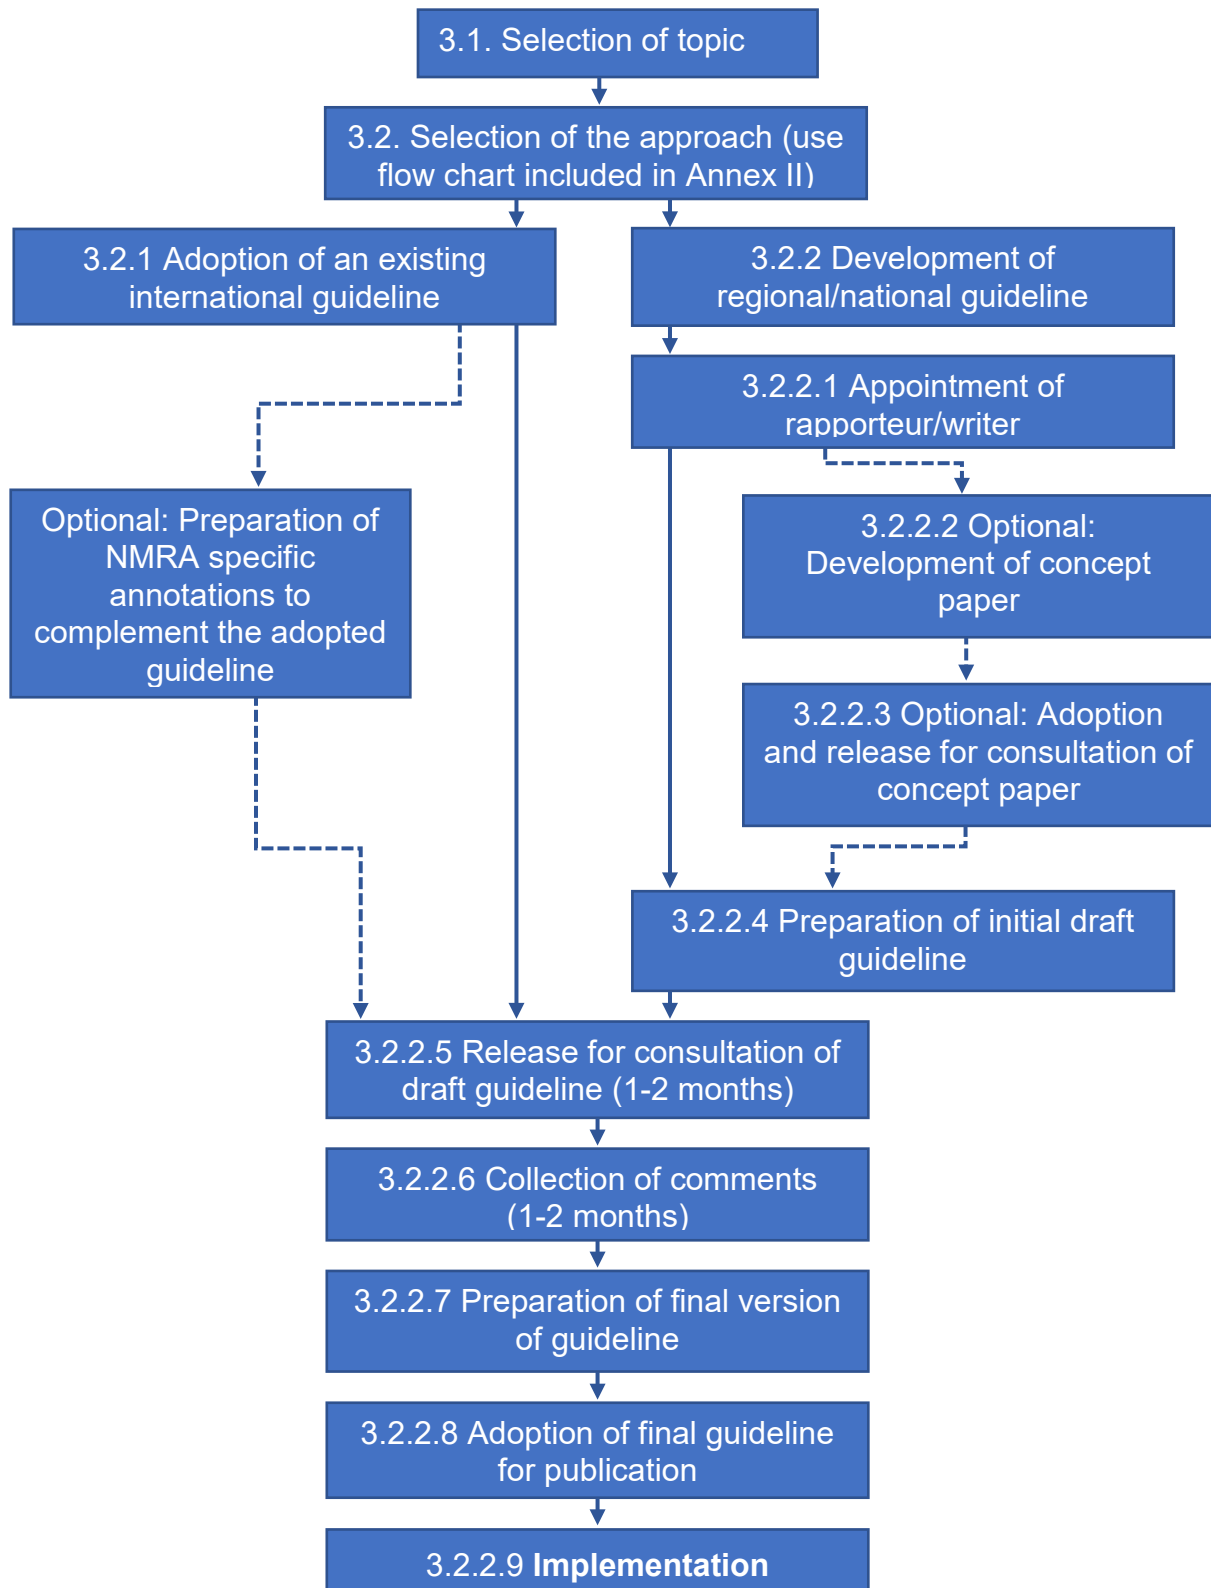 3.1. Selection of topic
3.2. Selection of the approach (use
flow chart included in Annex II)
3.2.1 Adoption of an existing
international guideline
3.2.2 Development of
regional/national guideline
3.2.2.1 Appointment of
rapporteur/writer
Optional: Preparation of
NMRA specific
annotations to
complement the adopted
guideline
3.2.2.2 Optional:
Development of concept
paper
3.2.2.3 Optional: Adoption
and release for consultation of
concept paper
3.2.2.4 Preparation of initial draft
guideline
3.2.2.5 Release for consultation of
draft guideline (1-2 months)
3.2.2.6 Collection of comments
(1-2 months)
3.2.2.7 Preparation of final version
of guideline
3.2.2.8 Adoption of final guideline
for publication
3.2.2.9 Implementation